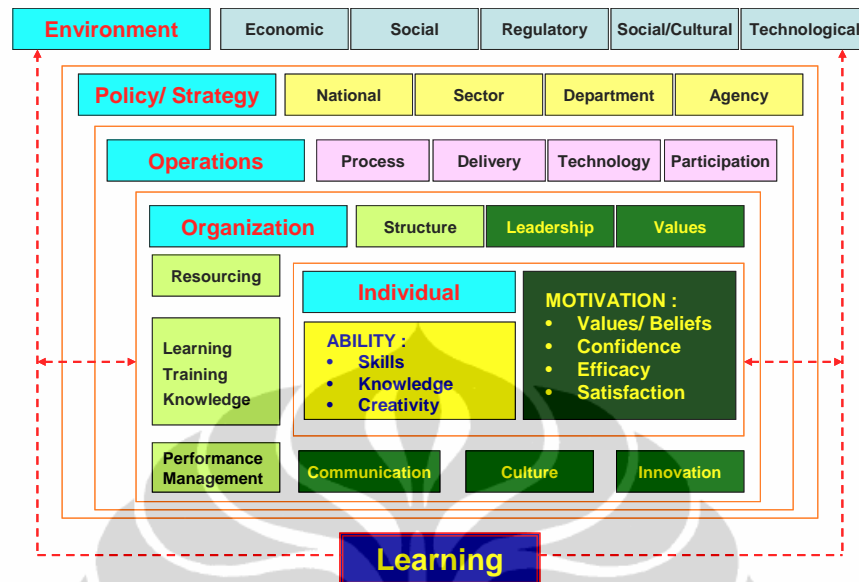 Environment
Economic
Social
Regulatory
Social/Cultural
Technological
Policy/ Strategy
National
Sector
Department
Agency
Operations
Process
Delivery
Technology
Participation
Organization
Structure
Leadership
Values
Resourcing
Individual
MOTIVATION :
• Values/ Beliefs
• Confidence
• Efficacy
• Satisfaction
ABILITY :
• Skills
• Knowledge
• Creativity
Learning
Training
Knowledge
Performance
Management
Communication
Culture
Innovation
Learning